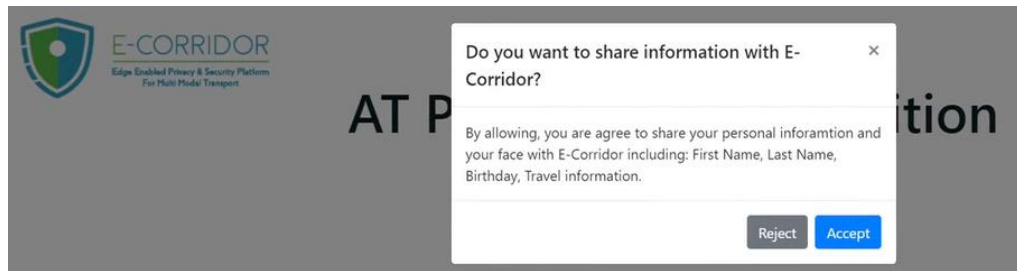 E-CORRIDOR
Edge Enabled Privacy & Security Platform
For Multi Modal Transport
AT P
ition
Do you want to share information with E-
Corridor?
×
By allowing, you are agree to share your personal inforamtion and
your face with E-Corridor including: First Name, Last Name,
Birthday, Travel information.
Reject
Accept